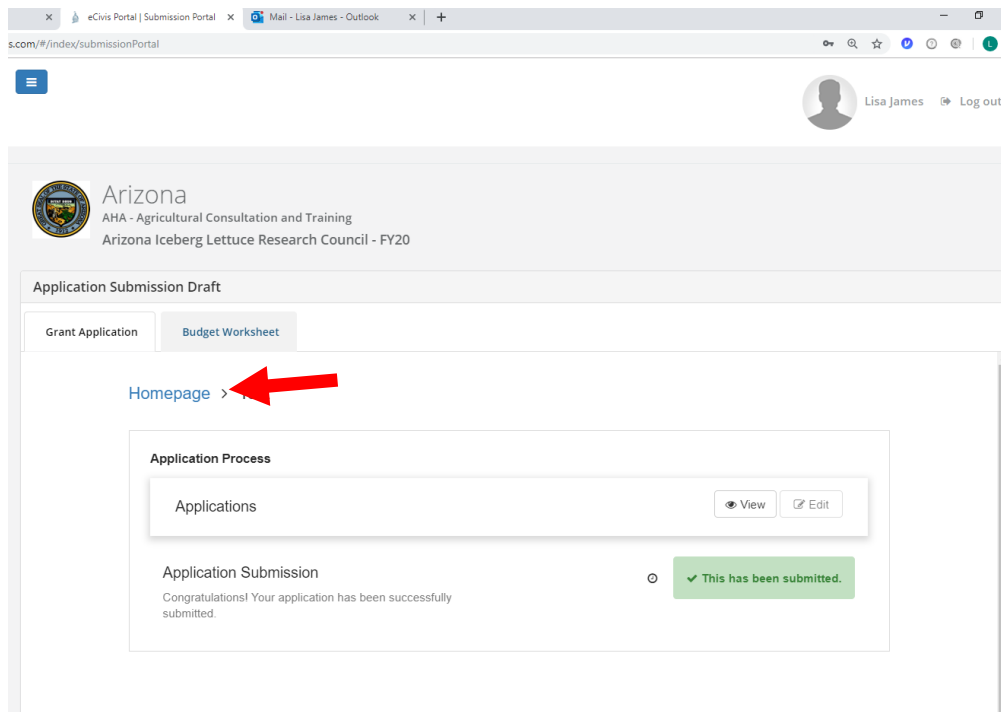 eCivis Portal | Submission Portal Mail - Lisa James - Outlook
s.com/#/index/submissionPortal
L
Lisa James Log out
Arizona
AHA - Agricultural Consultation and Training
Arizona Iceberg Lettuce Research Council - FY20
Application Submission Draft
Grant Application Budget Worksheet
Homepage >
Application Process
Applications View Edit
Application Submission This has been submitted.
Congratulations! Your application has been successfully
submitted.